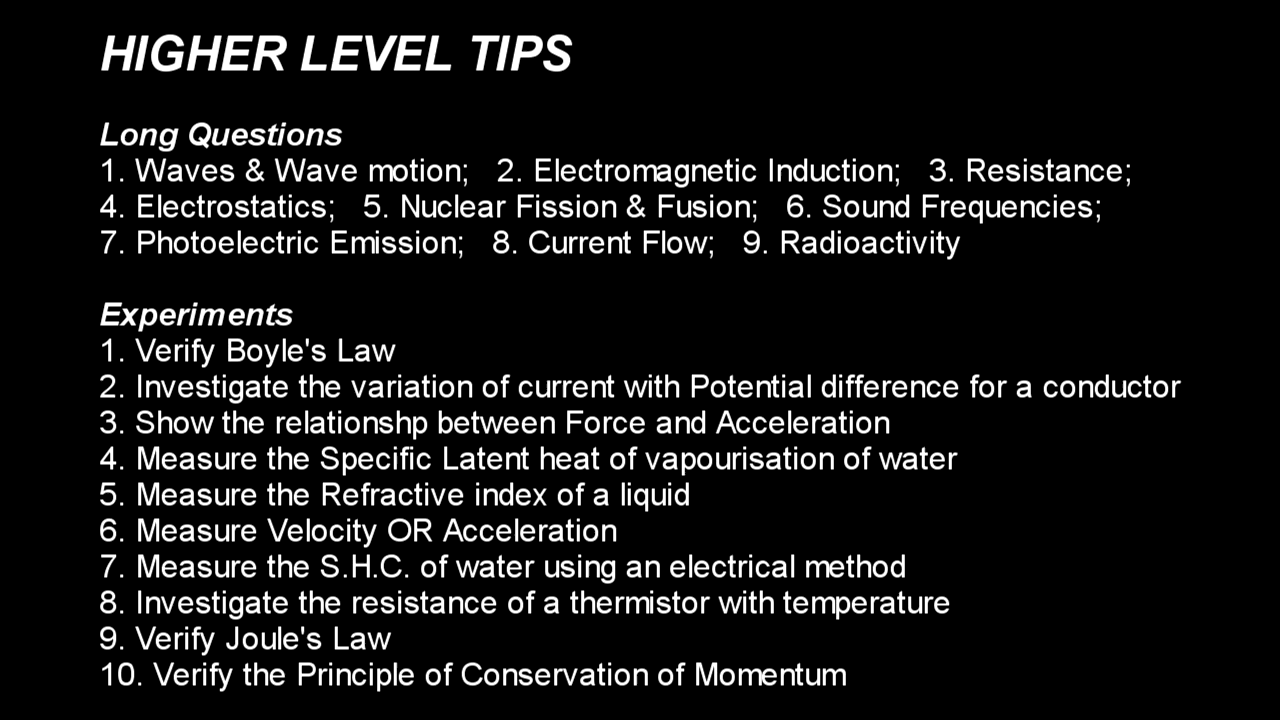 HIGHER LEVEL TIPS
Long Questions
1. Waves & Wave motion;   2. Electromagnetic Induction;   3. Resistance;
4. Electrostatics;   5. Nuclear Fission & Fusion;   6. Sound Frequencies;
7. Photoelectric Emission;   8. Current Flow;   9. Radioactivity
Experiments
1. Verify Boyle's Law
2. Investigate the variation of current with Potential difference for a conductor
3. Show the relationshp between Force and Acceleration
4. Measure the Specific Latent heat of vapourisation of water
5. Measure the Refractive index of a liquid
6. Measure Velocity OR Acceleration
7. Measure the S.H.C. of water using an electrical method
8. Investigate the resistance of a thermistor with temperature
9. Verify Joule's Law
10. Verify the Principle of Conservation of Momentum